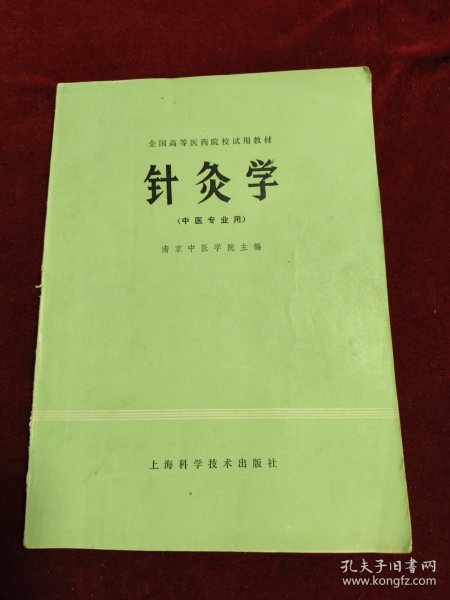 全国高等医药院校试用教材
针灸学
(中医专业用)
南京中医学院主编
上海科学技术出版社
孔夫子旧书网
www.kongfz.com